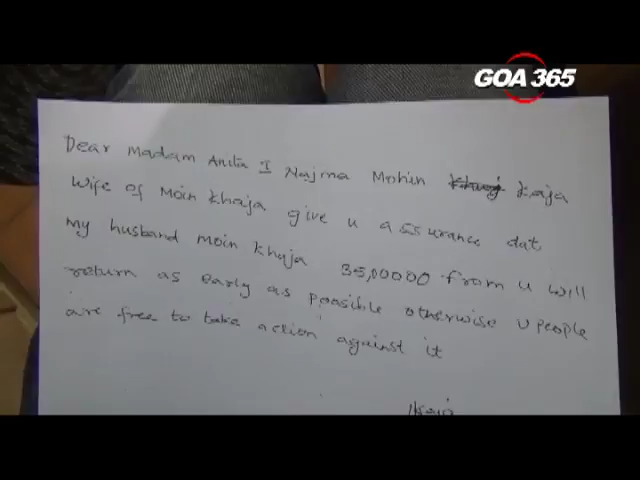 GOA 365
Dear Madam Anita I Najma Mohin Kaja
wife of Moin Khaja give u assurance dat
my husband moin khaja 35,00000 from u will
return as early as possible otherwise u people
are free to take action against it